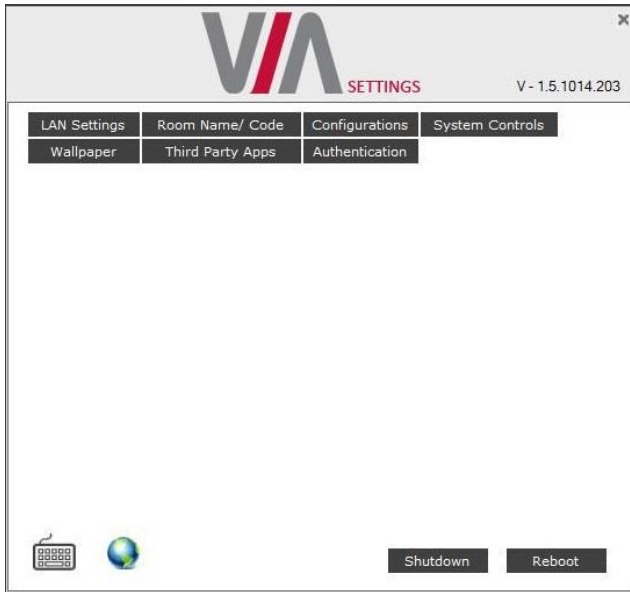 VIA
SETTINGS
V - 1.5.1014.203
LAN Settings Room Name/ Code Configurations System Controls
Wallpaper Third Party Apps Authentication
Shutdown Reboot